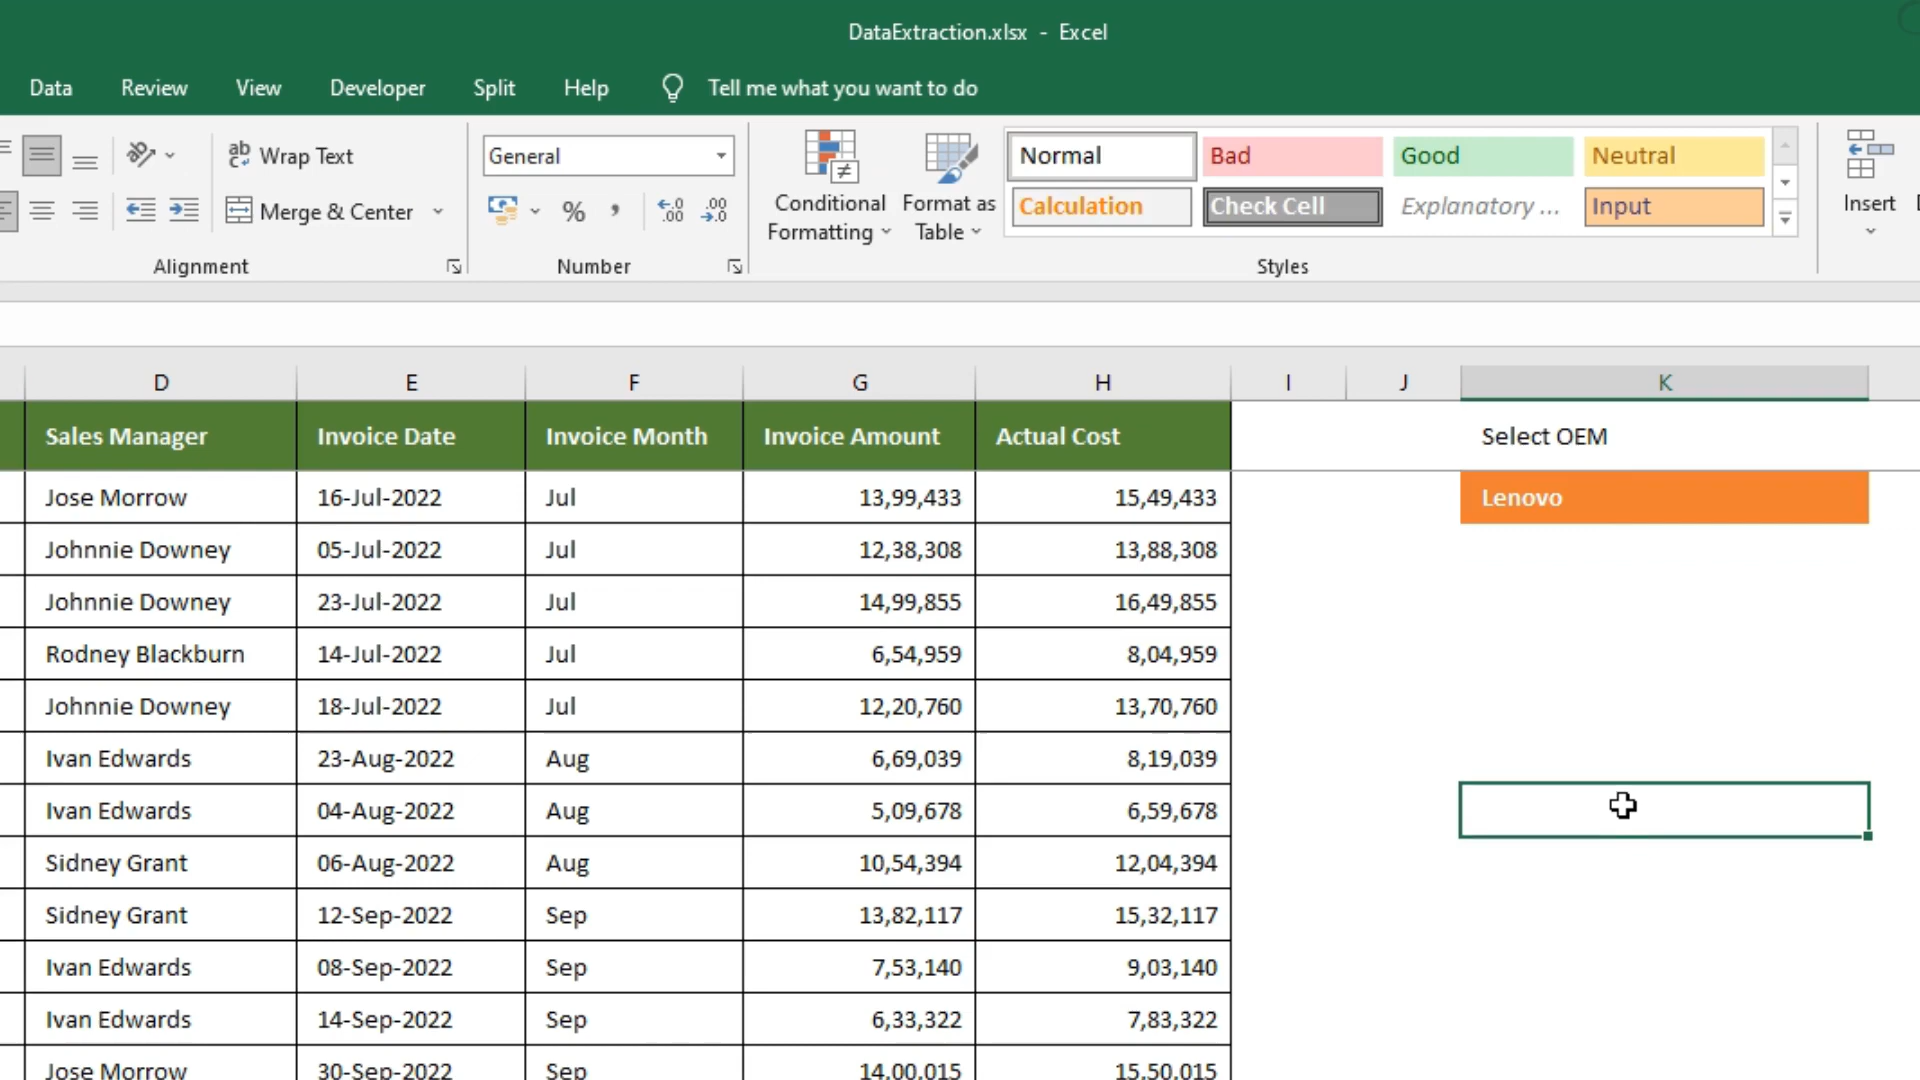 DataExtraction.xlsx - Excel
Data Review View Developer Split Help Tell me what you want to do
Wrap Text General Normal Bad Good Neutral
Merge & Center % Conditional Formatting Format as Table Calculation Check Cell Explanatory ... Input Insert
Alignment Number Styles
D E F G H I J K
Sales Manager Invoice Date Invoice Month Invoice Amount Actual Cost Select OEM
Jose Morrow 16-Jul-2022 Jul 13,99,433 15,49,433 Lenovo
Johnnie Downey 05-Jul-2022 Jul 12,38,308 13,88,308
Johnnie Downey 23-Jul-2022 Jul 14,99,855 16,49,855
Rodney Blackburn 14-Jul-2022 Jul 6,54,959 8,04,959
Johnnie Downey 18-Jul-2022 Jul 12,20,760 13,70,760
Ivan Edwards 23-Aug-2022 Aug 6,69,039 8,19,039
Ivan Edwards 04-Aug-2022 Aug 5,09,678 6,59,678
Sidney Grant 06-Aug-2022 Aug 10,54,394 12,04,394
Sidney Grant 12-Sep-2022 Sep 13,82,117 15,32,117
Ivan Edwards 08-Sep-2022 Sep 7,53,140 9,03,140
Ivan Edwards 14-Sep-2022 Sep 6,33,322 7,83,322
Jose Morrow 30-Sep-2022 Sep 14,00,015 15,50,015